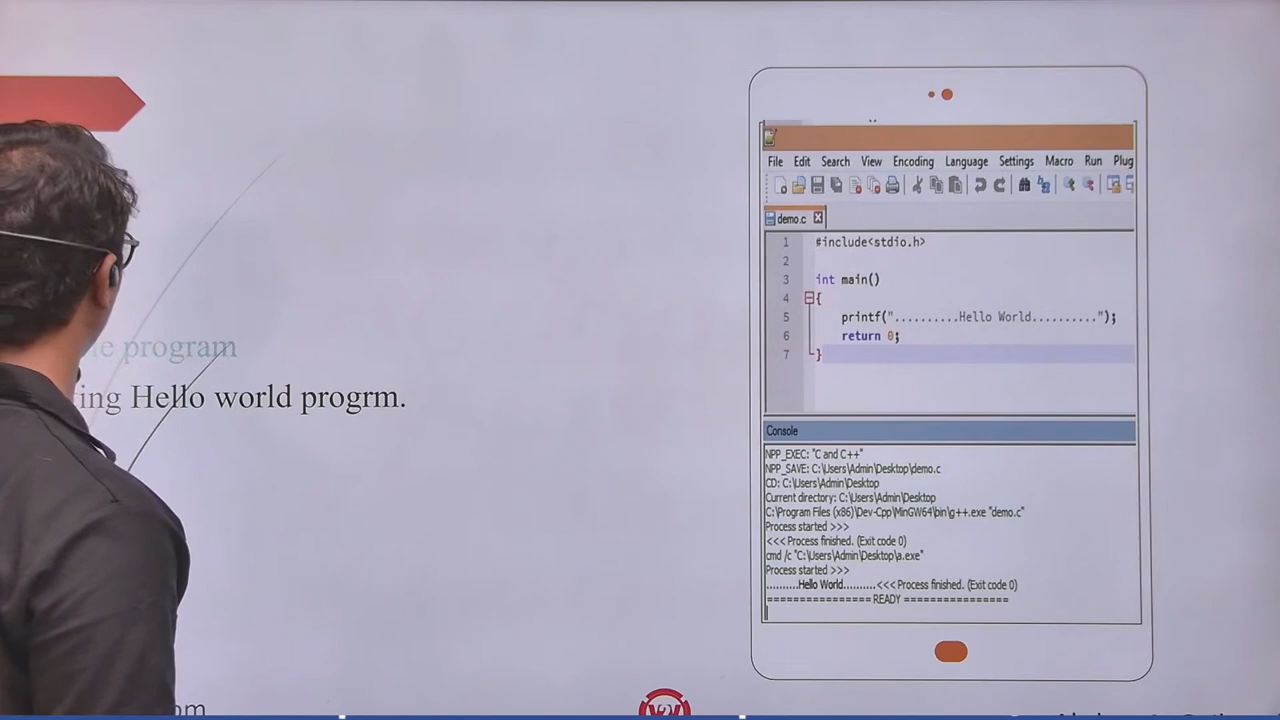 program
Hello world progrm.
File Edit Search View Encoding Language Settings Macro Run Plug
demo.c
1 #include<stdio.h>
2
3 int main()
4 {
5 printf("..........Hello World..........");
6 return 0;
7 }
Console
NPP_EXEC: "C and C++"
NPP_SAVE: C:\Users\Admin\Desktop\demo.c
CD: C:\Users\Admin\Desktop
Current directory: C:\Users\Admin\Desktop
C:\Program Files (x86)\Dev-Cpp\MinGW64\bin\g++.exe "demo.c"
Process started >>>
<<< Process finished. (Exit code 0)
cmd /c "C:\Users\Admin\Desktop\a.exe"
Process started >>>
..........Hello World..........<<< Process finished. (Exit code 0)
================ READY ================